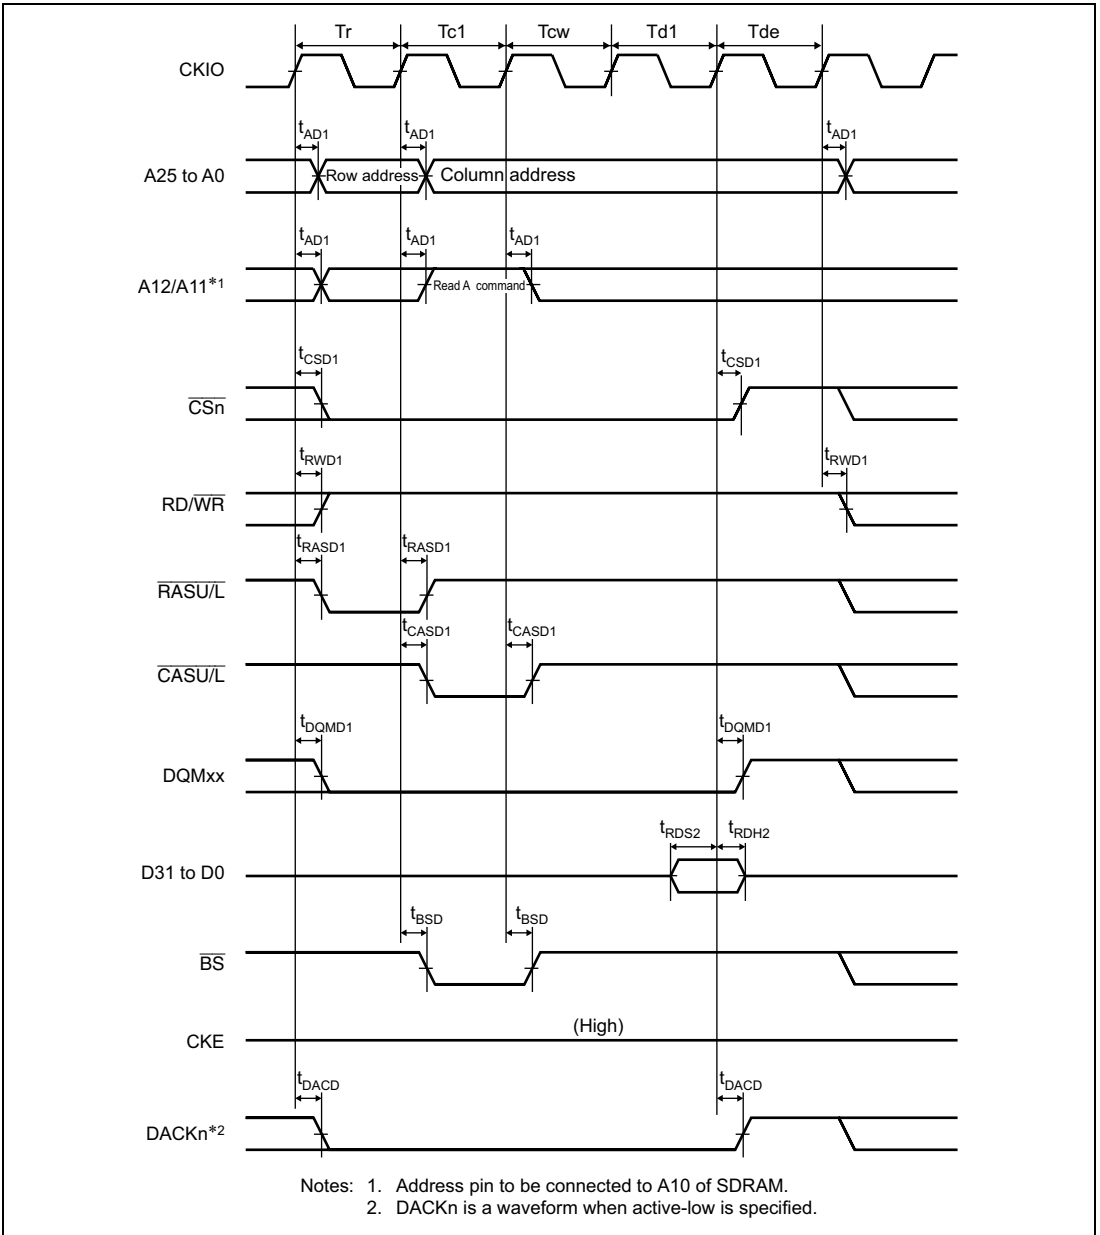 Tr Tc1 Tcw Td1 Tde
CKIO
tAD1 tAD1 tAD1
A25 to A0 Row address Column address
tAD1 tAD1 tAD1
A12/A11*1 Read A command
tCSD1 tCSD1
CSn
tRWD1 tRWD1
RD/WR
tRASD1 tRASD1
RASU/L
tCASD1 tCASD1
CASU/L
tDQMD1 tDQMD1
DQMxx
tRDS2 tRDH2
D31 to D0
tBSD tBSD
BS
(High)
CKE
tDACD tDACD
DACKn*2
Notes: 1. Address pin to be connected to A10 of SDRAM.
2. DACKn is a waveform when active-low is specified.